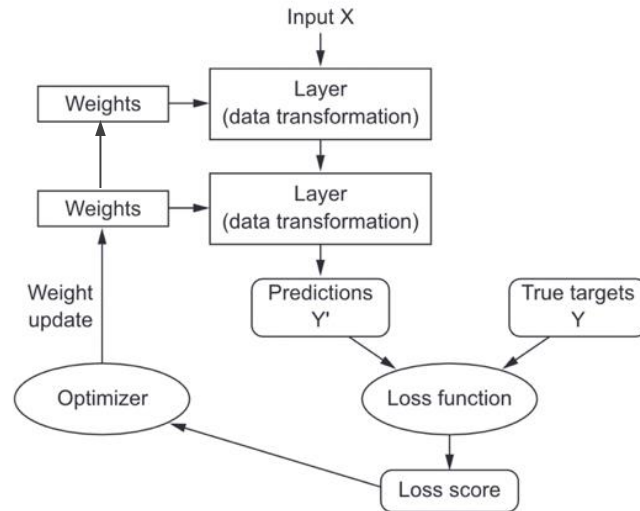 Input X
Layer
(data transformation)
Weights
Layer
(data transformation)
Weights
Weight
update
Predictions
Y'
True targets
Y
Optimizer
Loss function
Loss score